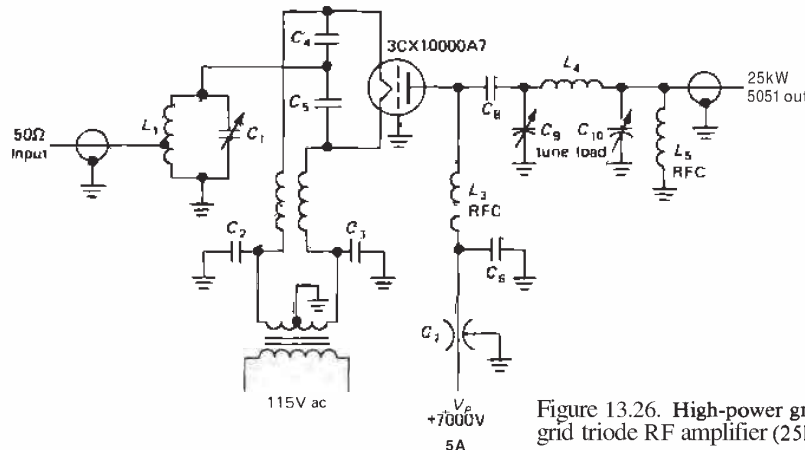 C4
3CX10000A7
C5
L4
25kW
5051 out
C8
L1
C1
C9
tune
C10
load
50Ω
input
L5
RFC
L3
RFC
C2
C3
C6
C7
115V ac
Vp
+7000V
5A
Figure 13.26. High-power gr
grid triode RF amplifier (25